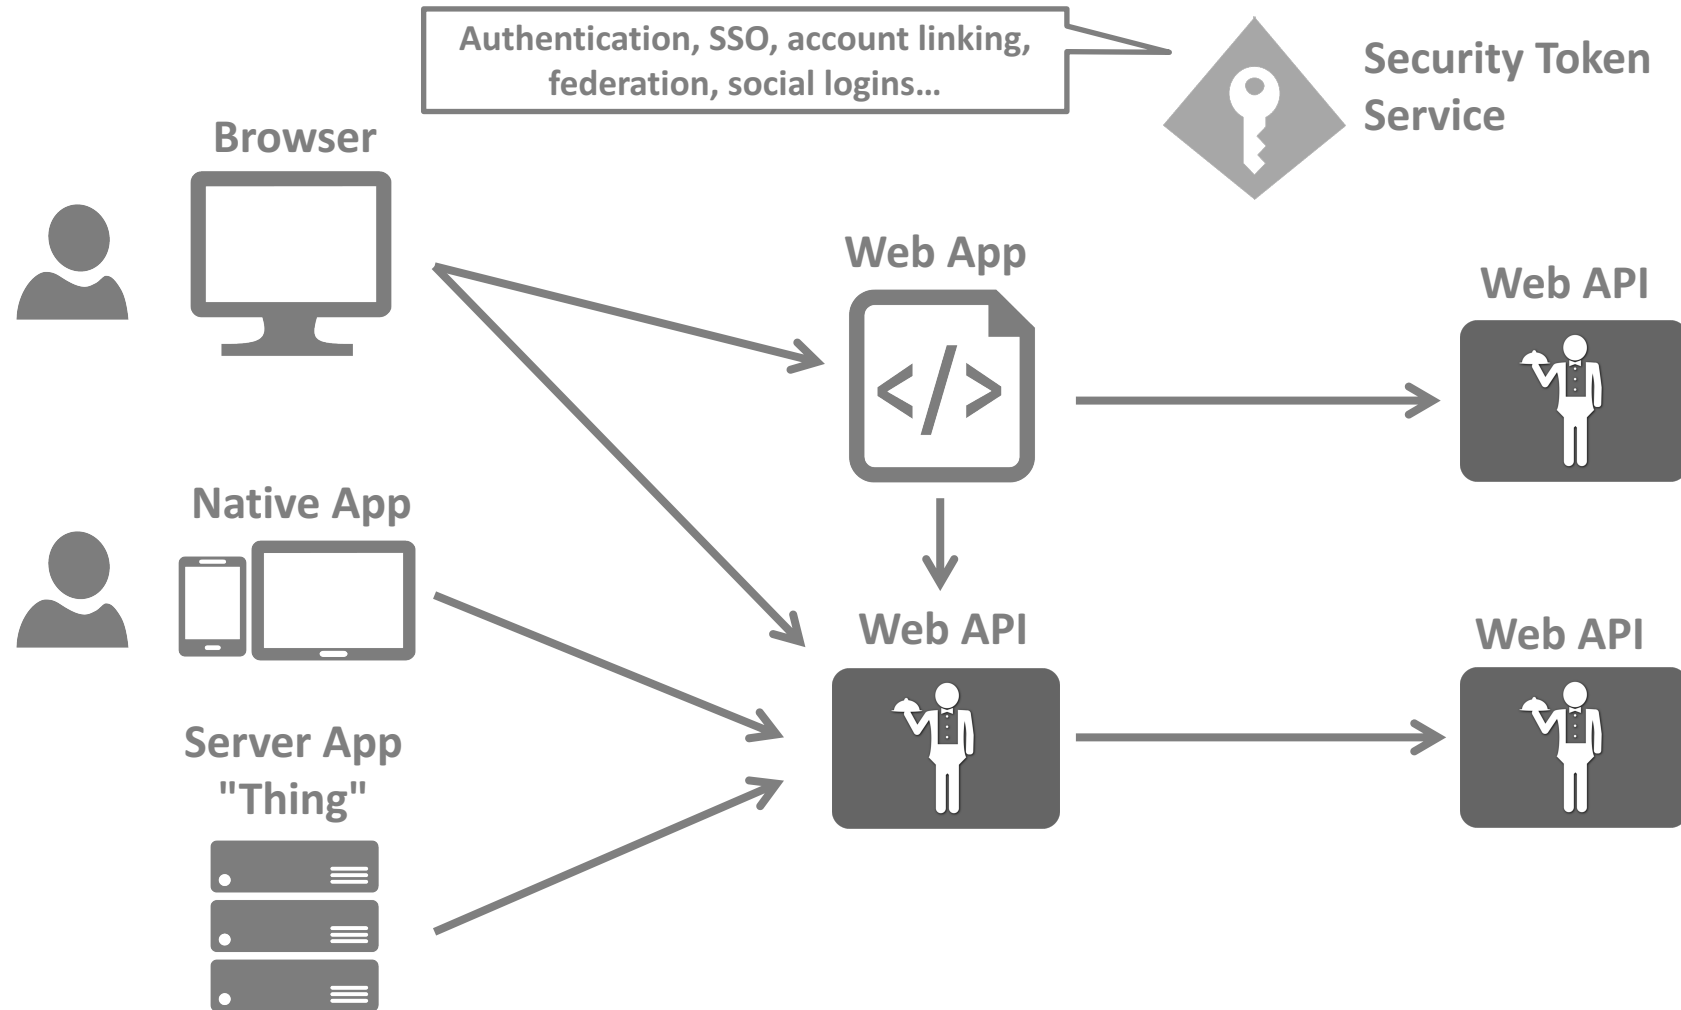 Authentication, SSO, account linking,
federation, social logins…
Security Token
Service
Browser
Web App
Web API
</>
Native App
Web API
Web API
Server App
"Thing"